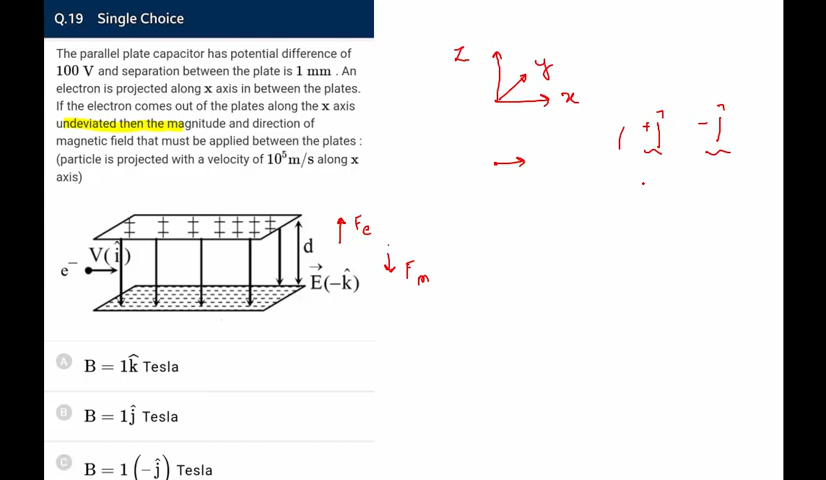 Q.19 Single Choice
The parallel plate capacitor has potential difference of
100 V and separation between the plate is 1 mm . An
electron is projected along x axis in between the plates.
If the electron comes out of the plates along the x axis
undeviated then the magnitude and direction of
magnetic field that must be applied between the plates :
(particle is projected with a velocity of 10⁵m/s along x
axis)
V(î)
e⁻
d
E⃗(−k̂)
A B = 1k̂ Tesla
B B = 1ĵ Tesla
C B = 1(−ĵ) Tesla
z
y
x
+ĵ −ĵ
Fe
Fm